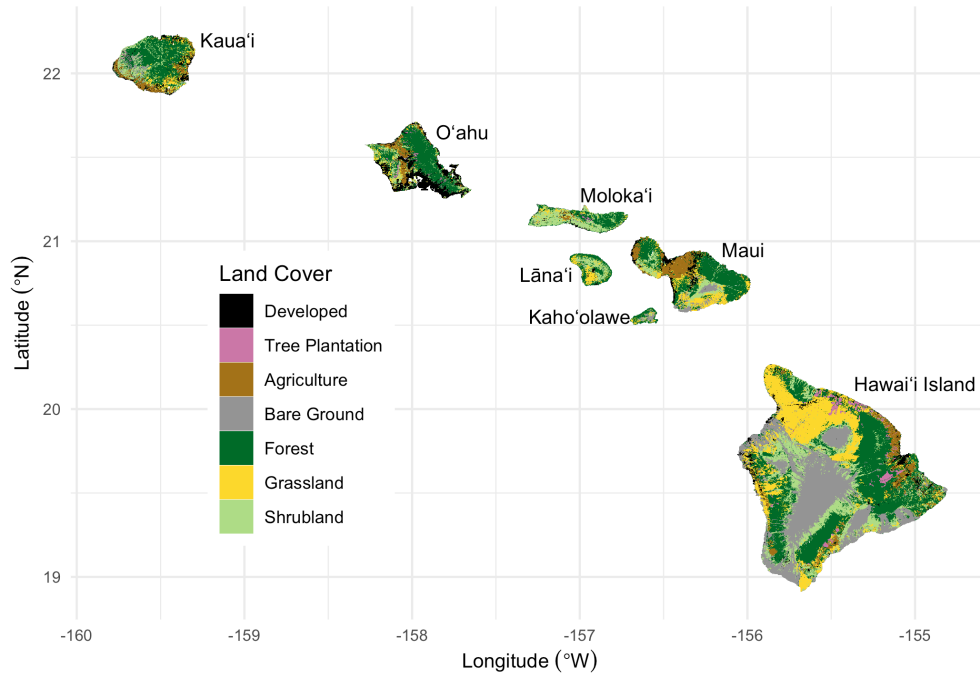 Kauaʻi
22
Oʻahu
Molokaʻi
21
Maui
Lānaʻi
Land Cover
Developed
Kahoʻolawe
Tree Plantation
Agriculture
Hawaiʻi Island
Bare Ground
20
Forest
Grassland
Shrubland
19
-160
-159
-158
-157
-156
-155
Longitude (°W)
Latitude (°N)